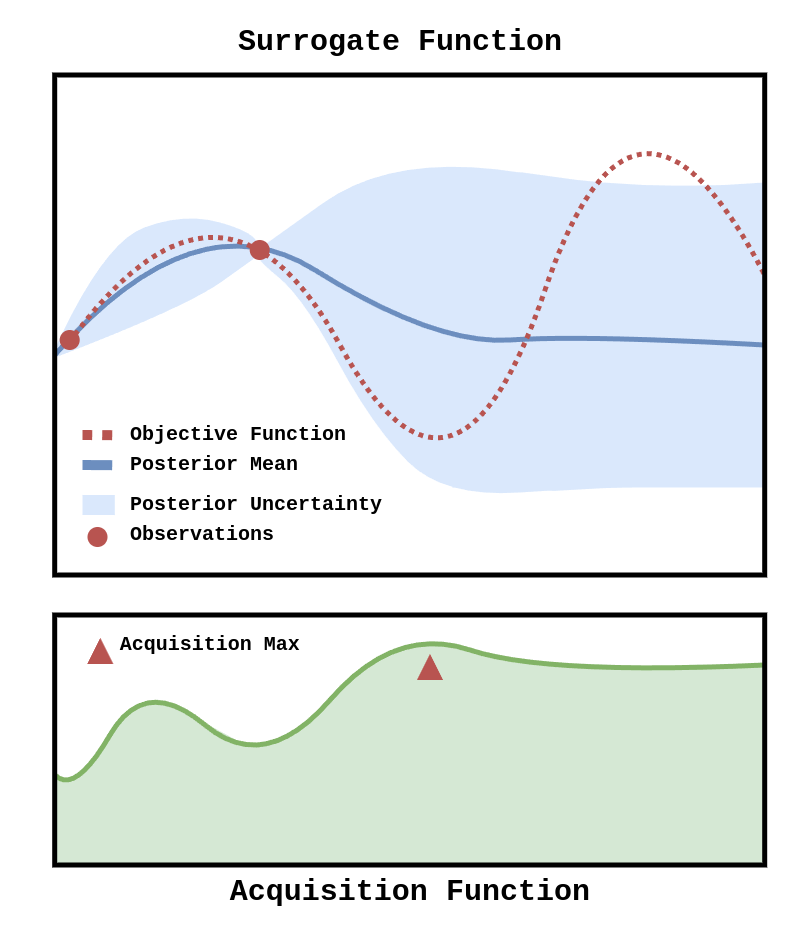 Surrogate Function
Objective Function
Posterior Mean
Posterior Uncertainty
Observations
Acquisition Max
Acquisition Function